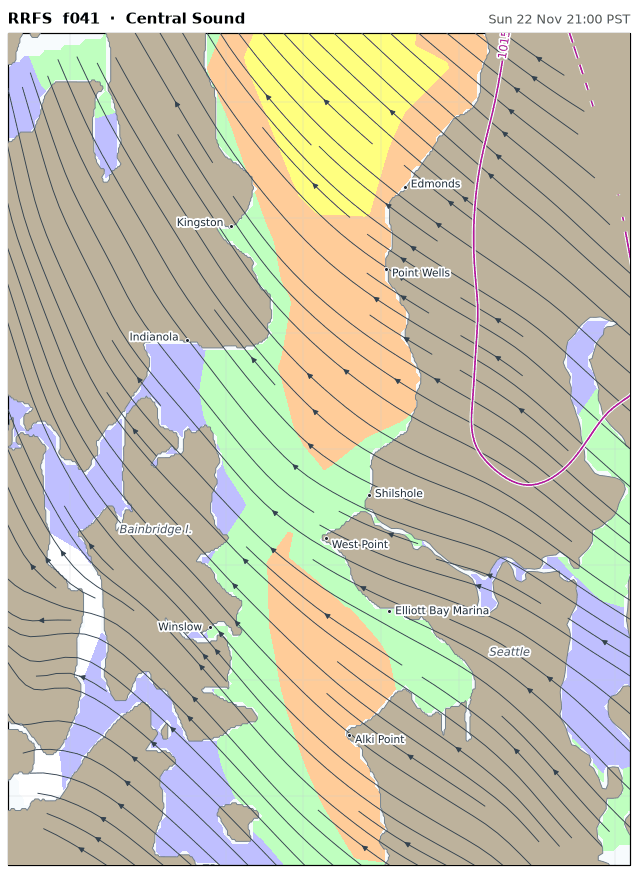 RRFS f041 · Central Sound
Sun 22 Nov 21:00 PST
1015
Edmonds
Kingston
Point Wells
Indianola
Shilshole
Bainbridge I.
West Point
Elliott Bay Marina
Winslow
Seattle
Alki Point